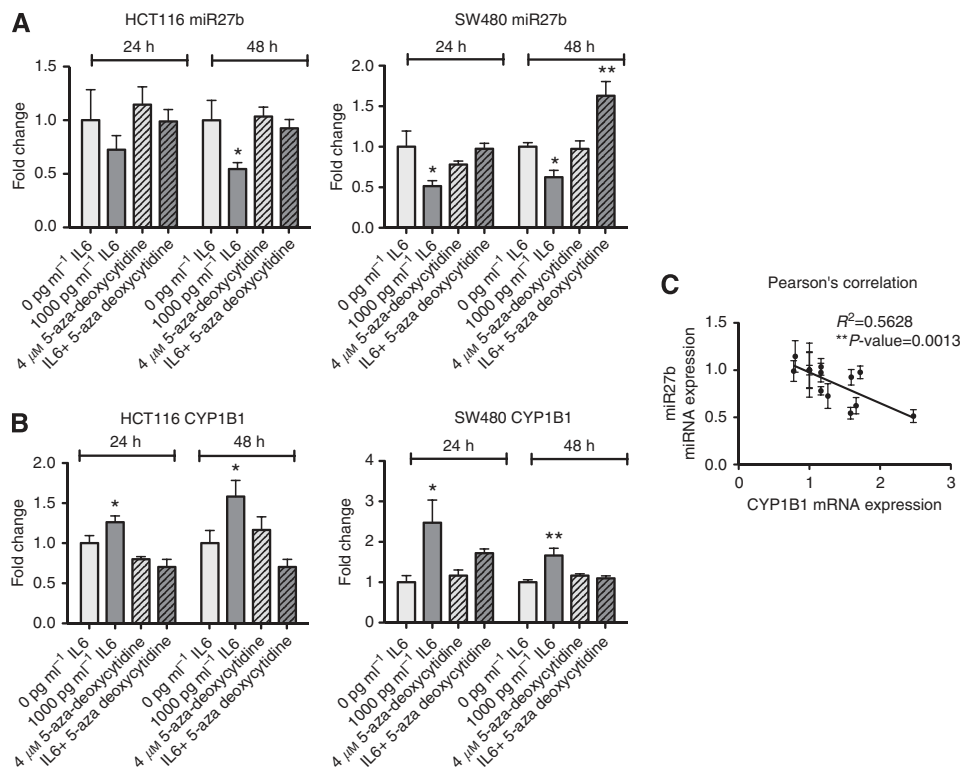 A
HCT116 miR27b
24 h
48 h
Fold change
1.5
1.0
0.5
0.0
*
0 pg ml⁻¹ IL6
1000 pg ml⁻¹ IL6
4 µM 5-aza-deoxycytidine
IL6+ 5-aza deoxycytidine
0 pg ml⁻¹ IL6
1000 pg ml⁻¹ IL6
4 µM 5-aza-deoxycytidine
IL6+ 5-aza deoxycytidine
SW480 miR27b
24 h
48 h
Fold change
2.0
1.5
1.0
0.5
0.0
*
*
**
0 pg ml⁻¹ IL6
1000 pg ml⁻¹ IL6
4 µM 5-aza-deoxycytidine
IL6+ 5-aza deoxycytidine
0 pg ml⁻¹ IL6
1000 pg ml⁻¹ IL6
4 µM 5-aza-deoxycytidine
IL6+ 5-aza deoxycytidine
B
HCT116 CYP1B1
24 h
48 h
Fold change
2.0
1.5
1.0
0.5
0.0
*
*
0 pg ml⁻¹ IL6
1000 pg ml⁻¹ IL6
4 µM 5-aza-deoxycytidine
IL6+ 5-aza deoxycytidine
0 pg ml⁻¹ IL6
1000 pg ml⁻¹ IL6
4 µM 5-aza-deoxycytidine
IL6+ 5-aza deoxycytidine
SW480 CYP1B1
24 h
48 h
Fold change
4
3
2
1
0
*
**
0 pg ml⁻¹ IL6
1000 pg ml⁻¹ IL6
4 µM 5-aza-deoxycytidine
IL6+ 5-aza deoxycytidine
0 pg ml⁻¹ IL6
1000 pg ml⁻¹ IL6
4 µM 5-aza-deoxycytidine
IL6+ 5-aza deoxycytidine
C
Pearson's correlation
R²=0.5628
**P-value=0.0013
miR27b
miRNA expression
1.5
1.0
0.5
0.0
0 1 2 3
CYP1B1 mRNA expression